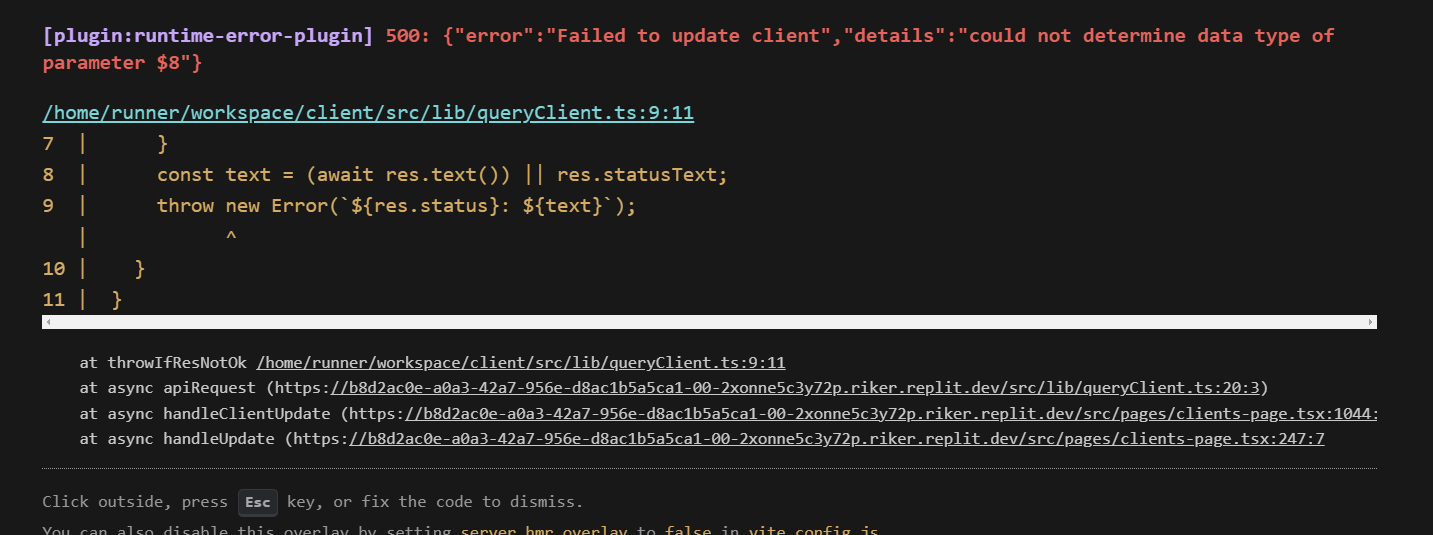 [plugin:runtime-error-plugin] 500: {"error":"Failed to update client","details":"could not determine data type of
parameter $8"}
/home/runner/workspace/client/src/lib/queryClient.ts:9:11
7 | }
8 | const text = (await res.text()) || res.statusText;
9 | throw new Error(`${res.status}: ${text}`);
| ^
10 | }
11 | }
at throwIfResNotOk /home/runner/workspace/client/src/lib/queryClient.ts:9:11
at async apiRequest (https://b8d2ac0e-a0a3-42a7-956e-d8ac1b5a5ca1-00-2xonne5c3y72p.riker.replit.dev/src/lib/queryClient.ts:20:3)
at async handleClientUpdate (https://b8d2ac0e-a0a3-42a7-956e-d8ac1b5a5ca1-00-2xonne5c3y72p.riker.replit.dev/src/pages/clients-page.tsx:1044:
at async handleUpdate (https://b8d2ac0e-a0a3-42a7-956e-d8ac1b5a5ca1-00-2xonne5c3y72p.riker.replit.dev/src/pages/clients-page.tsx:247:7
Click outside, press Esc key, or fix the code to dismiss.
You can also disable this overlay by setting server.hmr.overlay to false in vite.config.js